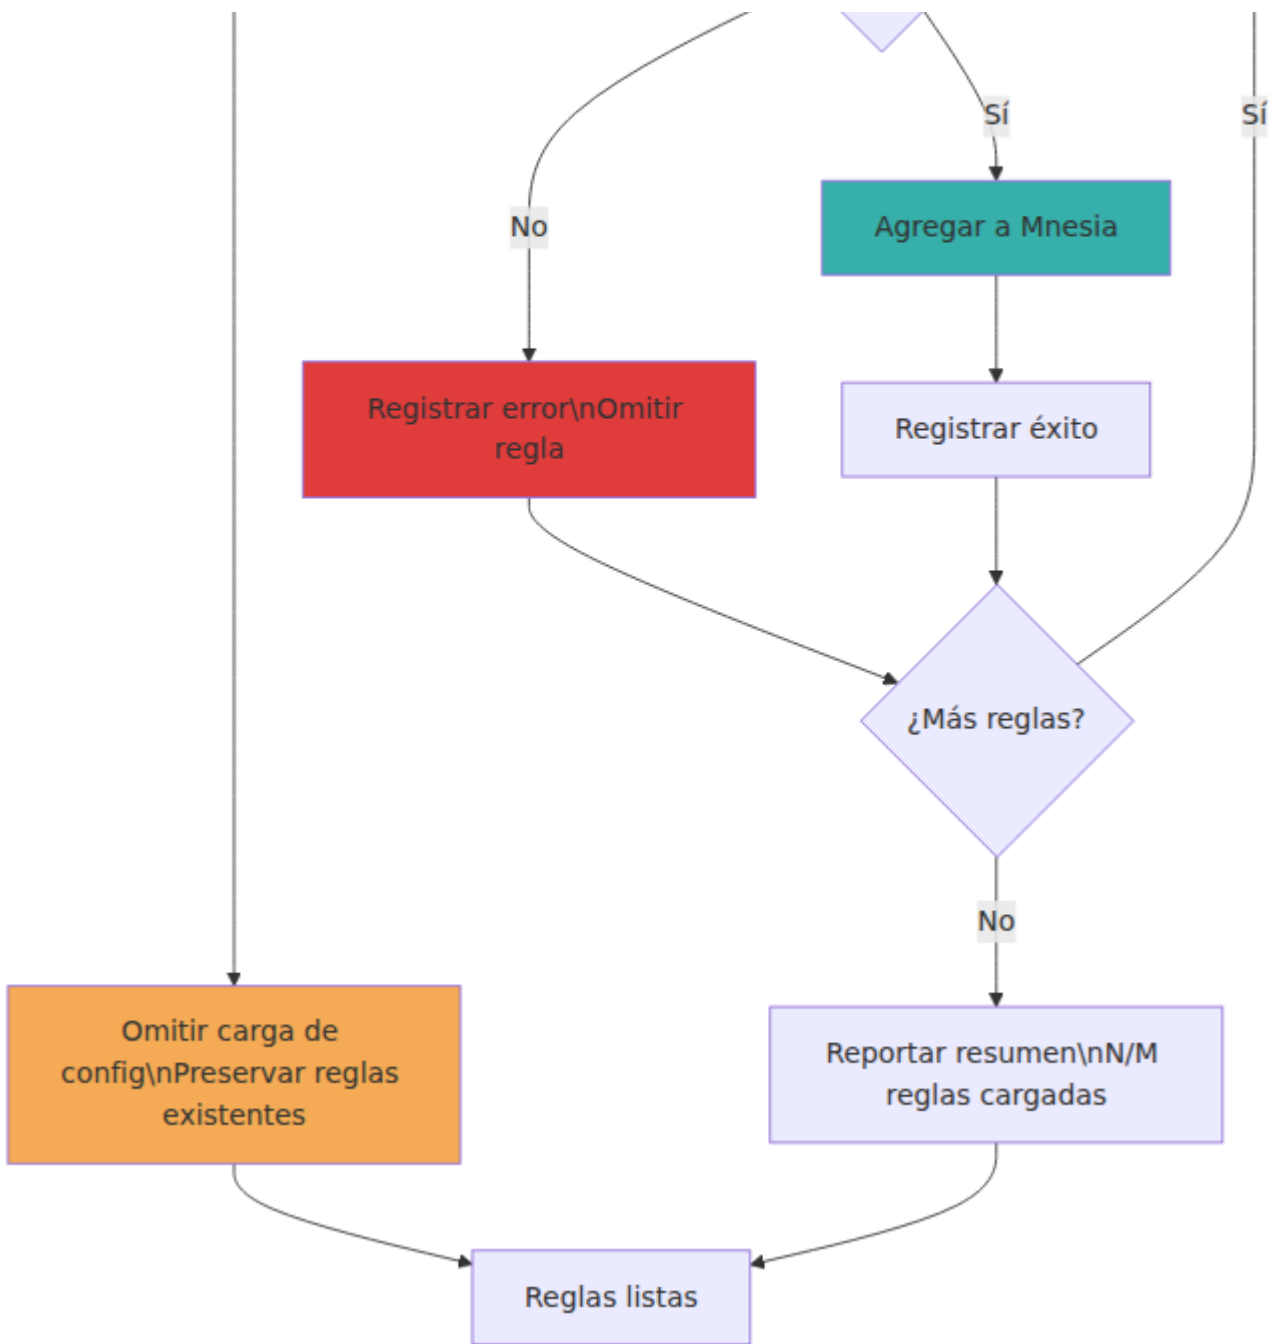 Sí
Sí
No
Agregar a Mnesia
Registrar error\nOmitir
regla
Registrar éxito
¿Más reglas?
No
Omitir carga de
config\nPreservar reglas
existentes
Reportar resumen\nN/M
reglas cargadas
Reglas listas